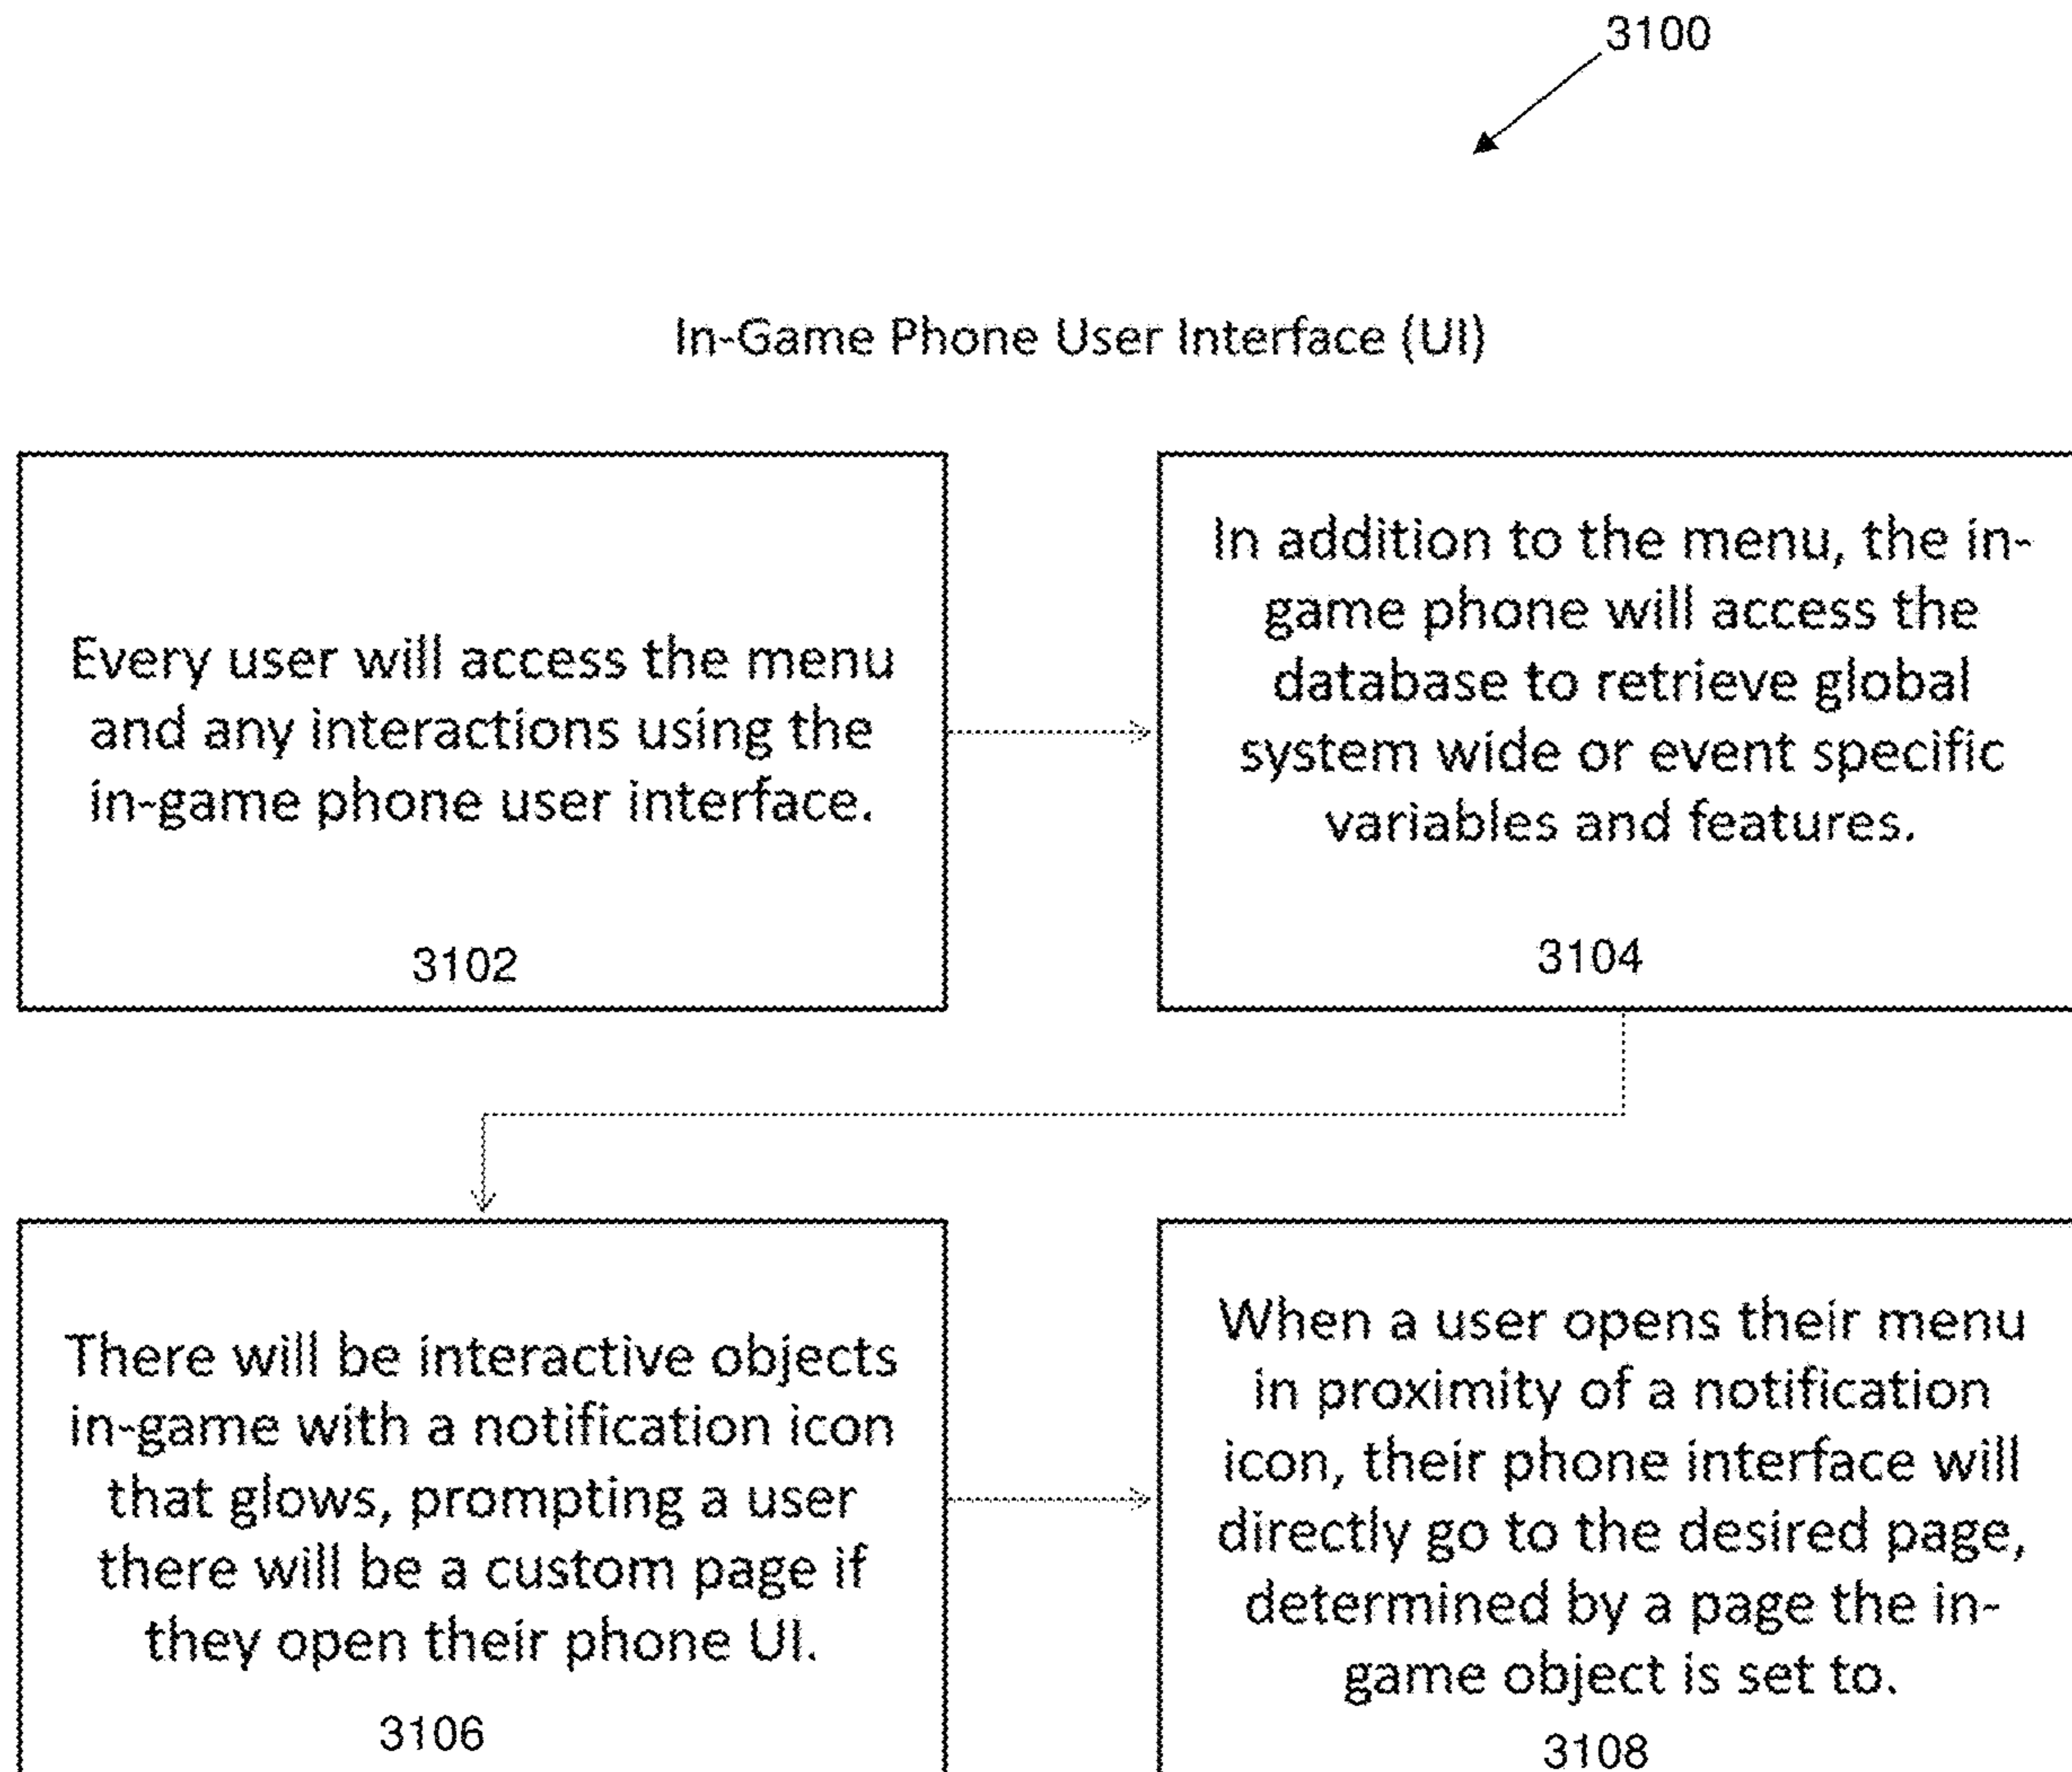 3100
In-Game Phone User Interface (UI)
Every user will access the menu
and any interactions using the
in-game phone user interface.
3102
In addition to the menu, the in-
game phone will access the
database to retrieve global
system wide or event specific
variables and features.
3104
There will be interactive objects
in-game with a notification icon
that glows, prompting a user
there will be a custom page if
they open their phone UI.
3106
When a user opens their menu
in proximity of a notification
icon, their phone interface will
directly go to the desired page,
determined by a page the in-
game object is set to.
3108